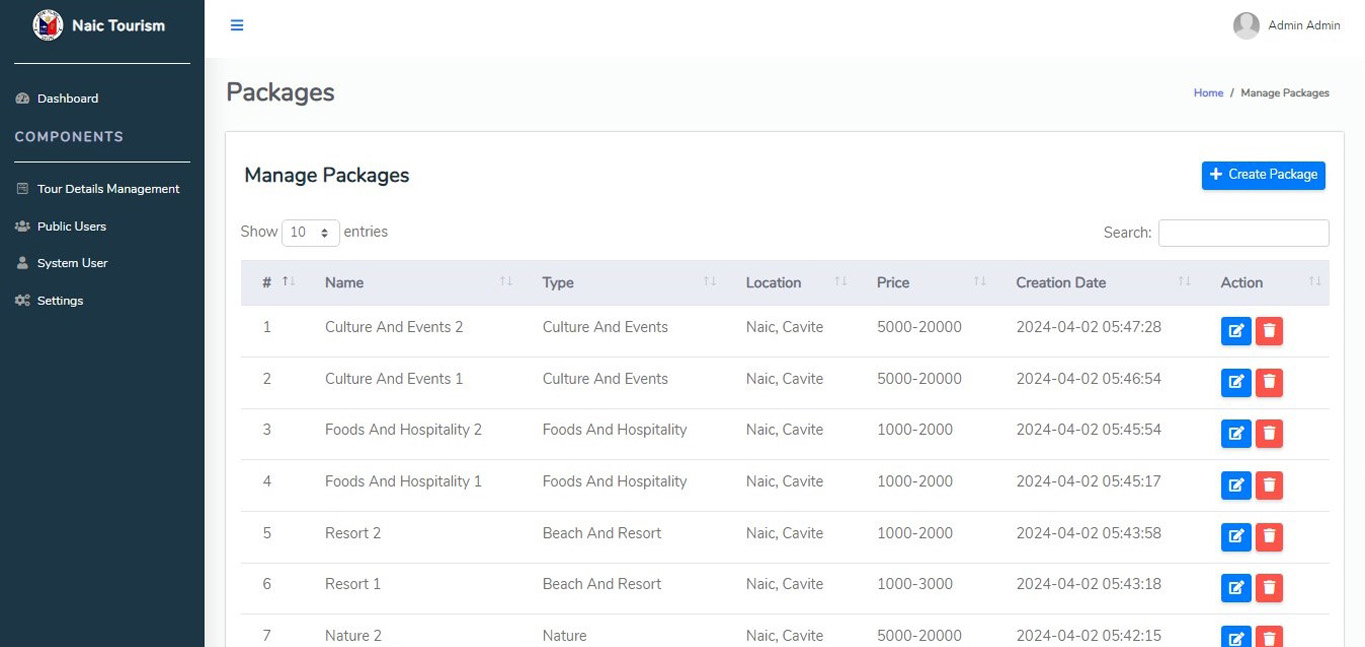 Naic Tourism
Admin Admin
Dashboard
COMPONENTS
Tour Details Management
Public Users
System User
Settings
Packages
Home / Manage Packages
Manage Packages
Create Package
Show 10 entries
Search:
# Name Type Location Price Creation Date Action
1 Culture And Events 2 Culture And Events Naic, Cavite 5000-20000 2024-04-02 05:47:28
2 Culture And Events 1 Culture And Events Naic, Cavite 5000-20000 2024-04-02 05:46:54
3 Foods And Hospitality 2 Foods And Hospitality Naic, Cavite 1000-2000 2024-04-02 05:45:54
4 Foods And Hospitality 1 Foods And Hospitality Naic, Cavite 1000-2000 2024-04-02 05:45:17
5 Resort 2 Beach And Resort Naic, Cavite 1000-2000 2024-04-02 05:43:58
6 Resort 1 Beach And Resort Naic, Cavite 1000-3000 2024-04-02 05:43:18
7 Nature 2 Nature Naic, Cavite 5000-20000 2024-04-02 05:42:15